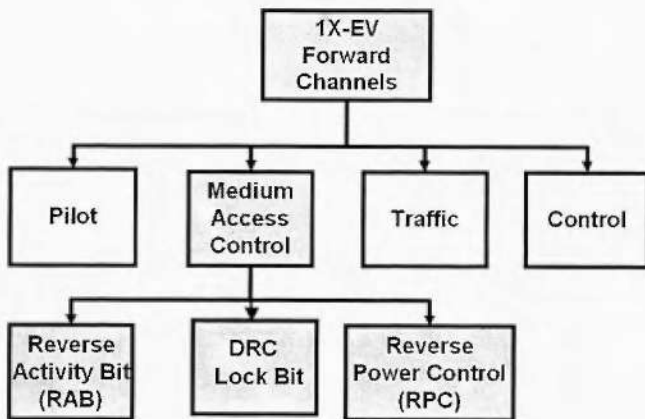 1X-EV
Forward
Channels
Pilot
Medium
Access
Control
Traffic
Control
Reverse
Activity Bit
(RAB)
DRC
Lock Bit
Reverse
Power Control
(RPC)